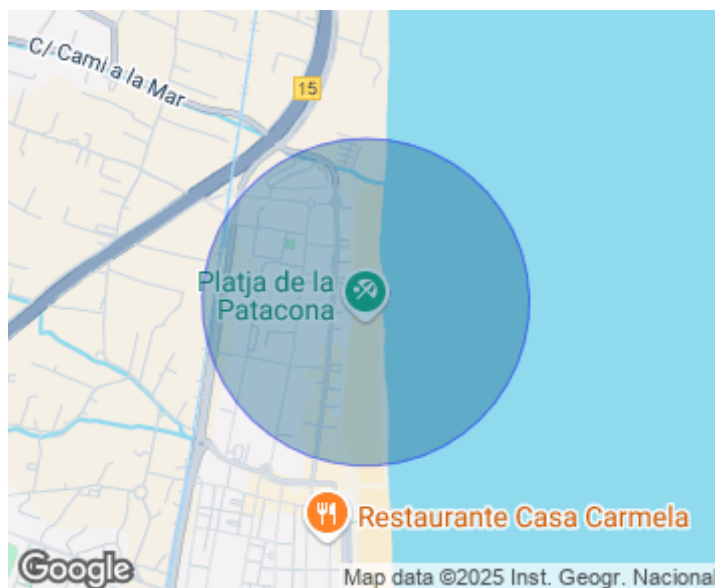 C/ Camí a la Mar
15
Platja de la
Patacona
Restaurante Casa Carmela
Google
Map data ©2025 Inst. Geogr. Nacional